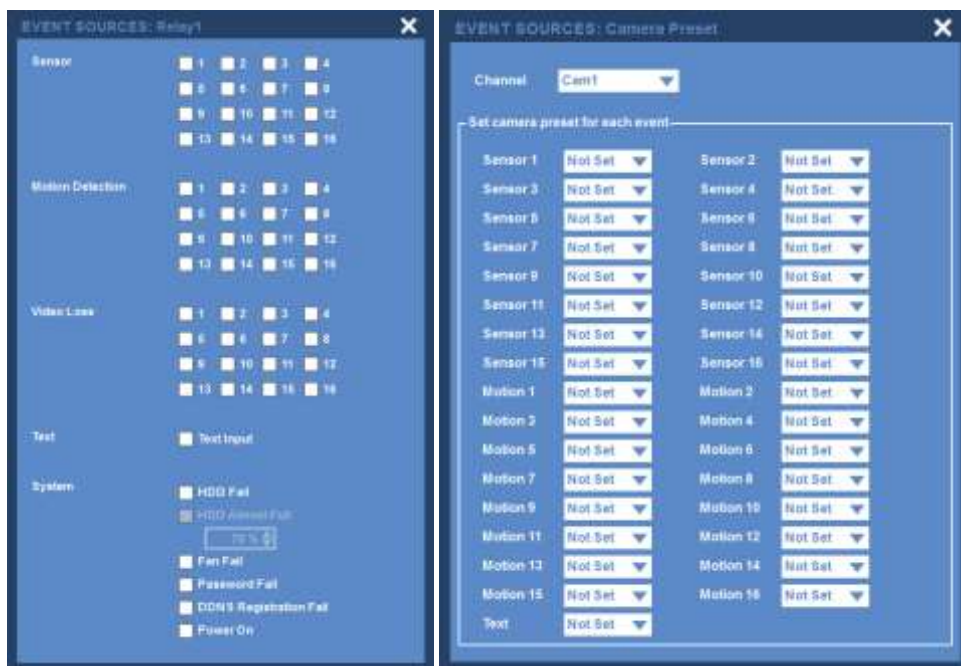 EVENT SOURCES: Relay1
Sensor
1 2 3 4
5 6 7 8
9 10 11 12
13 14 15 16
Motion Detection
1 2 3 4
5 6 7 8
9 10 11 12
13 14 15 16
Video Loss
1 2 3 4
5 6 7 8
9 10 11 12
13 14 15 16
Text
Text Input
System
HDD Fail
HDD Almost Full
70 %
Fan Fail
Password Fail
DDNS Registration Fail
Power On
EVENT SOURCES: Camera Preset
Channel Cam1
Set camera preset for each event
Sensor 1 Not Set Sensor 2 Not Set
Sensor 3 Not Set Sensor 4 Not Set
Sensor 5 Not Set Sensor 6 Not Set
Sensor 7 Not Set Sensor 8 Not Set
Sensor 9 Not Set Sensor 10 Not Set
Sensor 11 Not Set Sensor 12 Not Set
Sensor 13 Not Set Sensor 14 Not Set
Sensor 15 Not Set Sensor 16 Not Set
Motion 1 Not Set Motion 2 Not Set
Motion 3 Not Set Motion 4 Not Set
Motion 5 Not Set Motion 6 Not Set
Motion 7 Not Set Motion 8 Not Set
Motion 9 Not Set Motion 10 Not Set
Motion 11 Not Set Motion 12 Not Set
Motion 13 Not Set Motion 14 Not Set
Motion 15 Not Set Motion 16 Not Set
Text Not Set